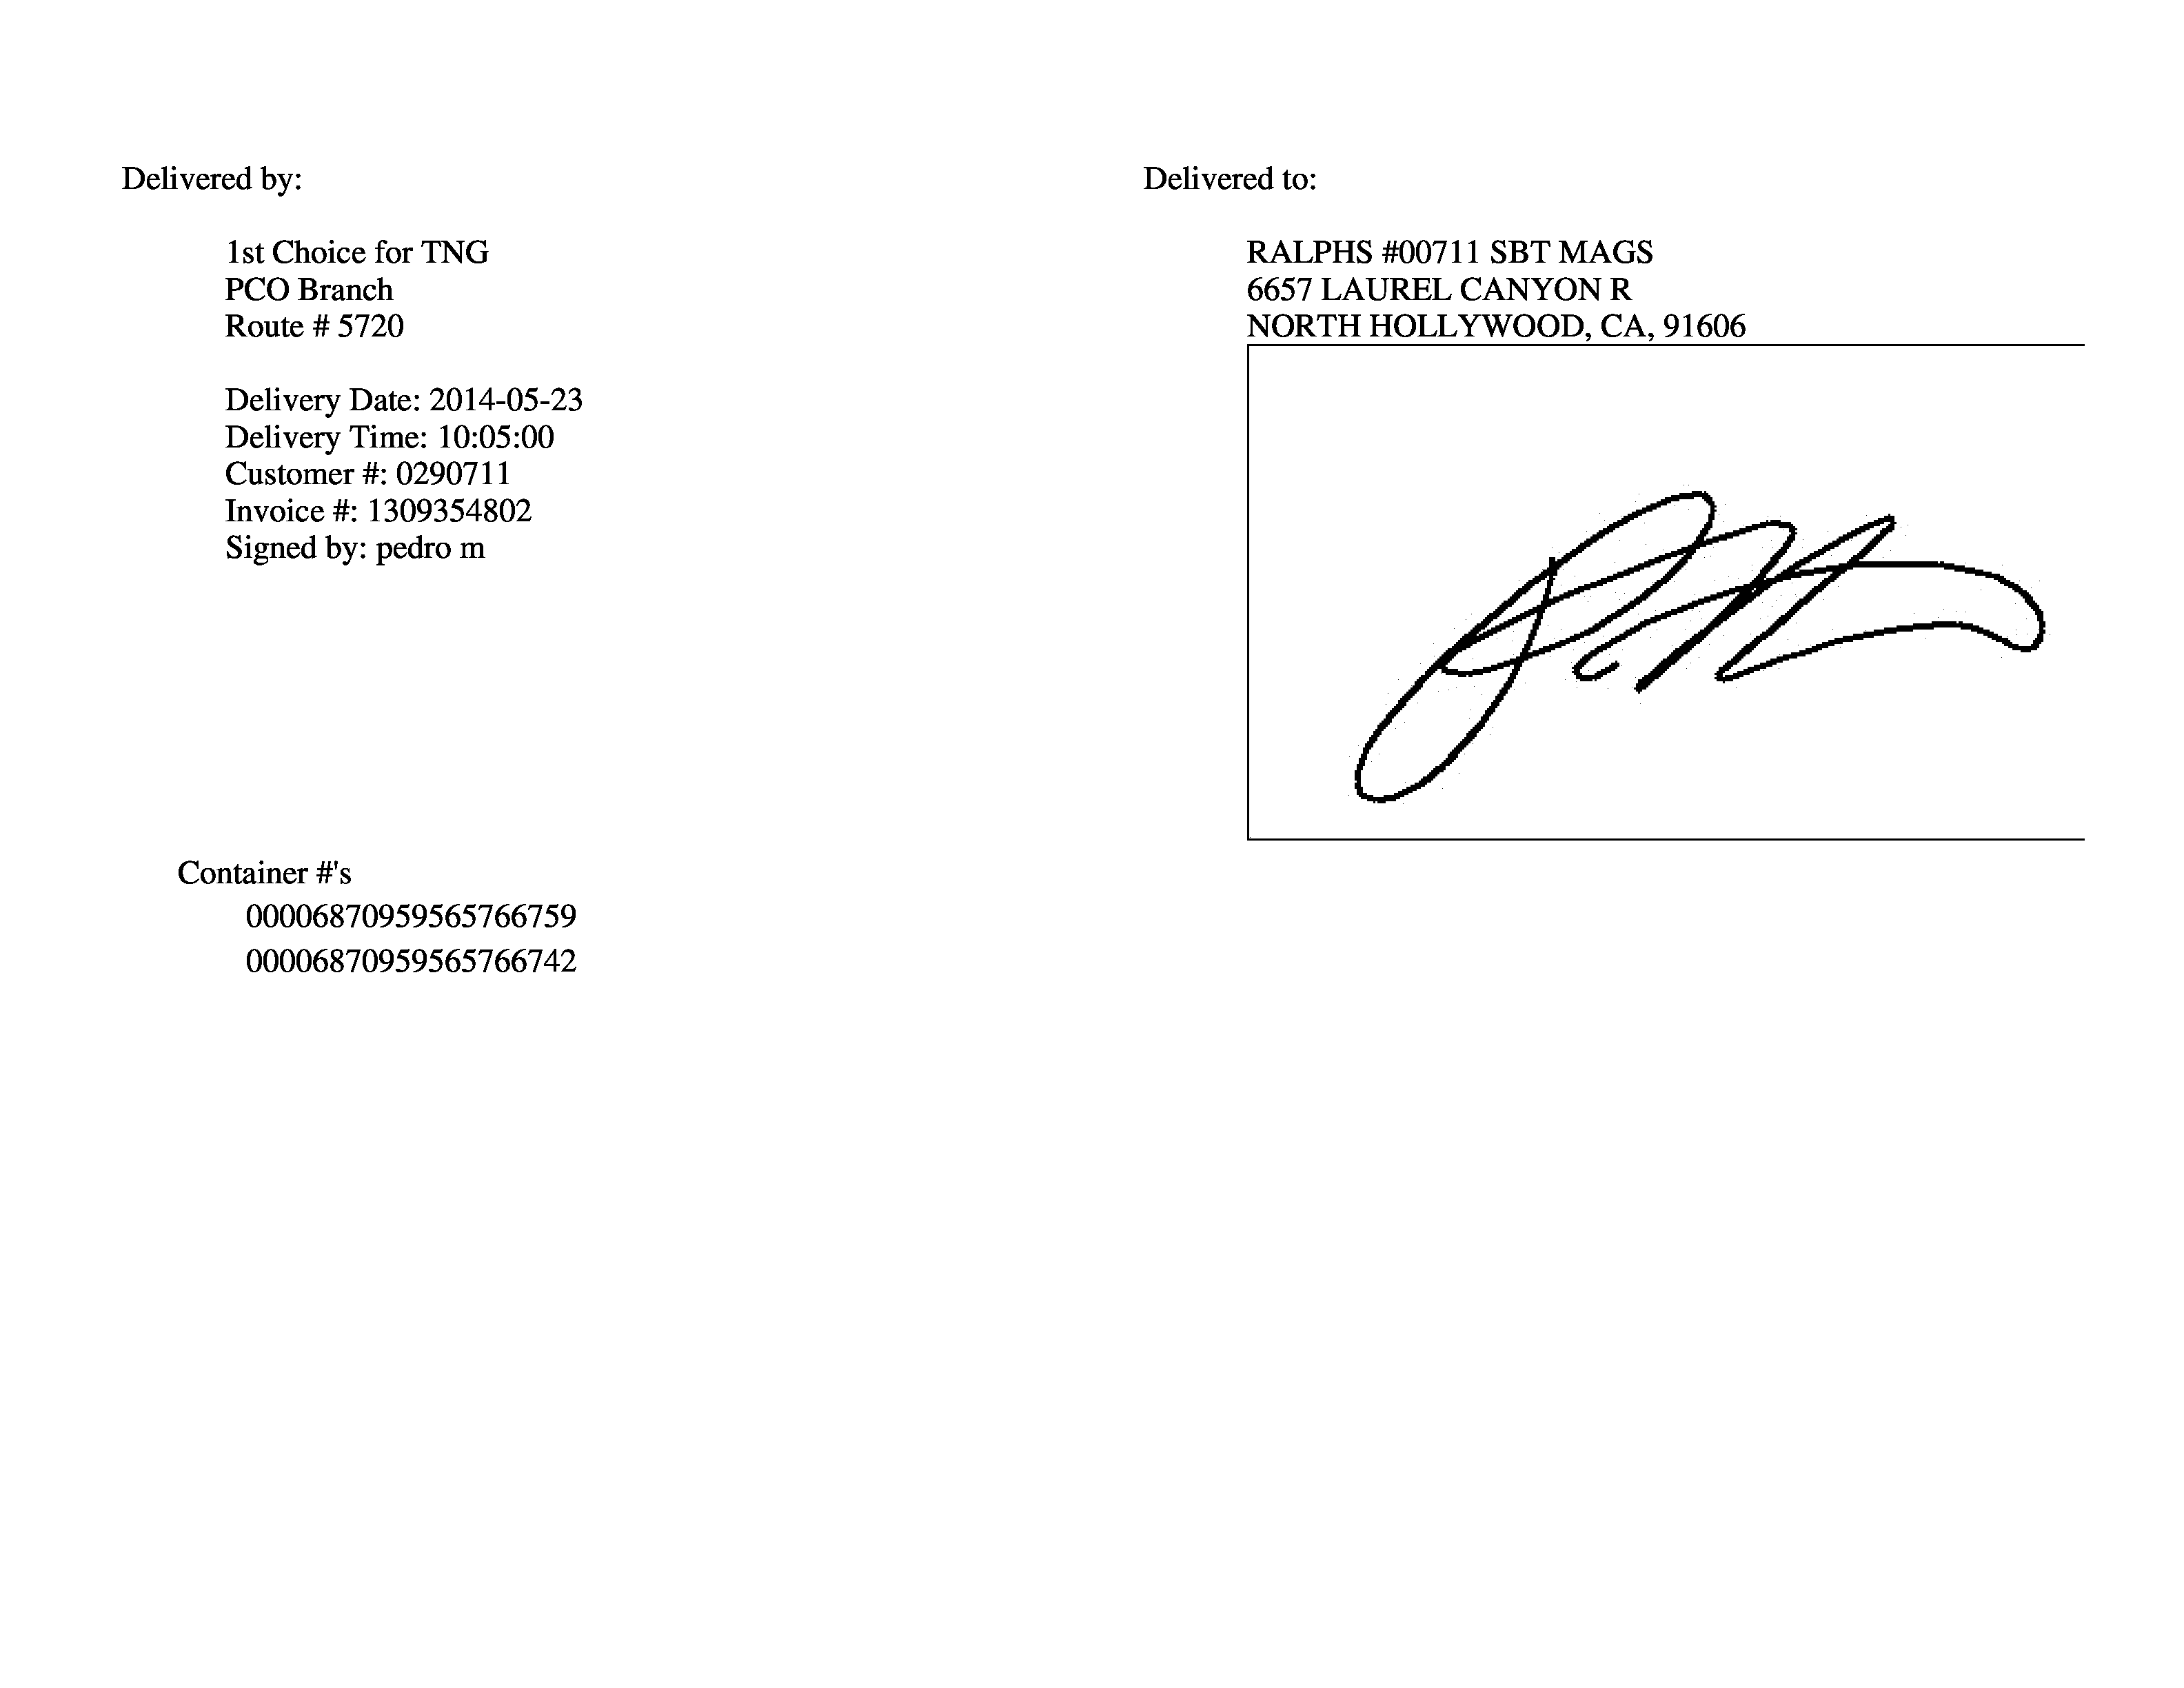 Delivered by:
1st Choice for TNG
PCO Branch
Route # 5720
Delivery Date: 2014-05-23
Delivery Time: 10:05:00
Customer #: 0290711
Invoice #: 1309354802
Signed by: pedro m
Delivered to:
RALPHS #00711 SBT MAGS
6657 LAUREL CANYON R
NORTH HOLLYWOOD, CA, 91606
Container #'s
00006870959565766759
00006870959565766742